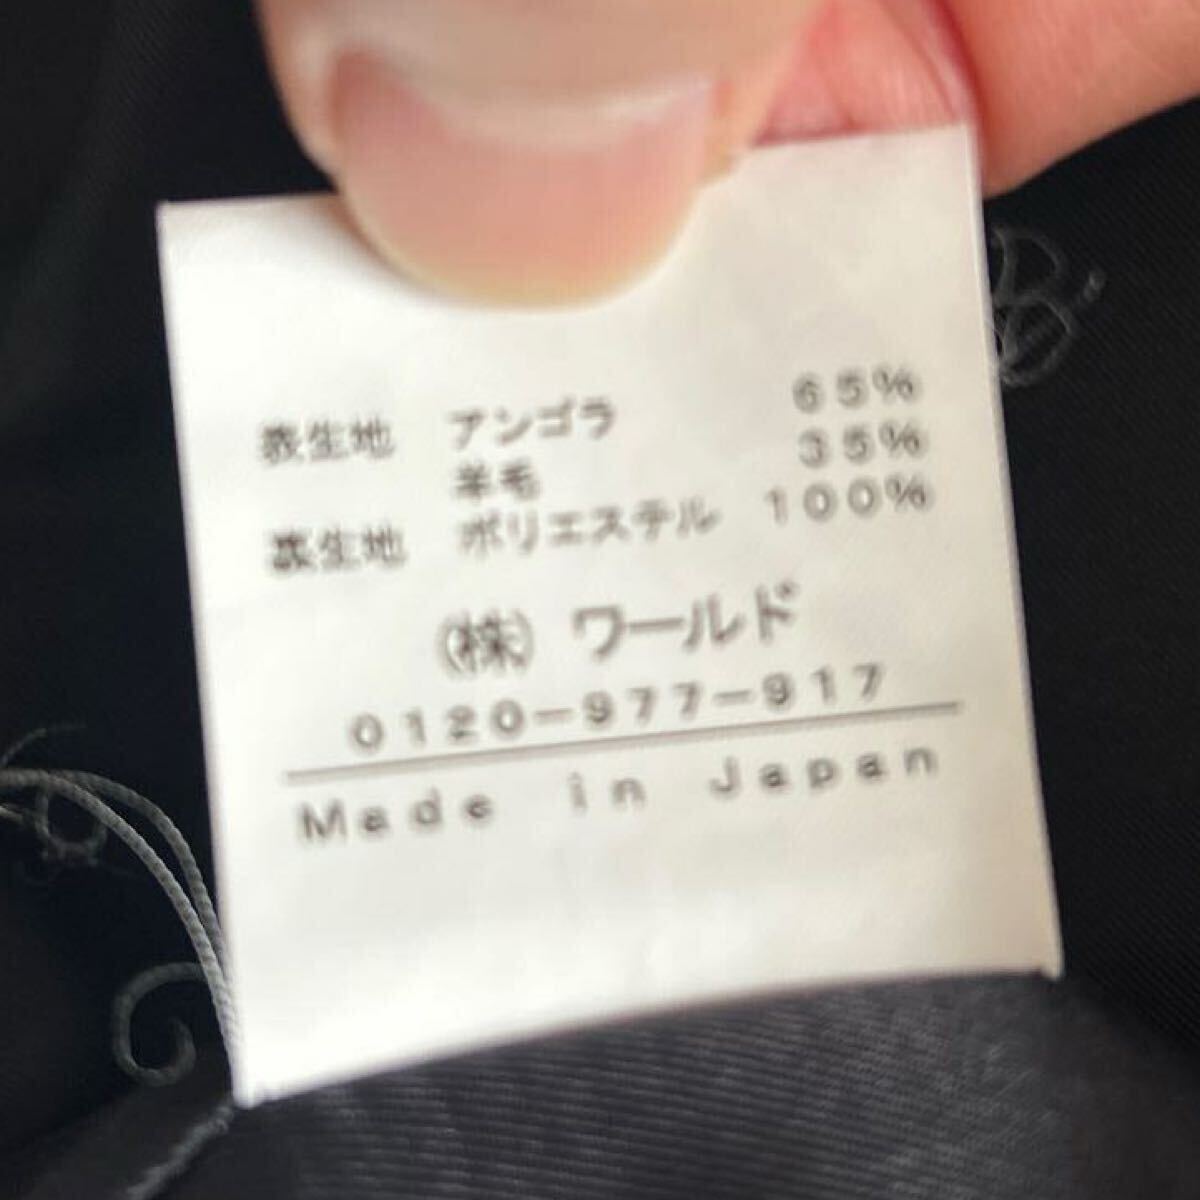 表生地 アンゴラ 65%
羊毛 35%
表生地 ポリエステル 100%
(株) ワールド
0120-977-917
Made in Japan